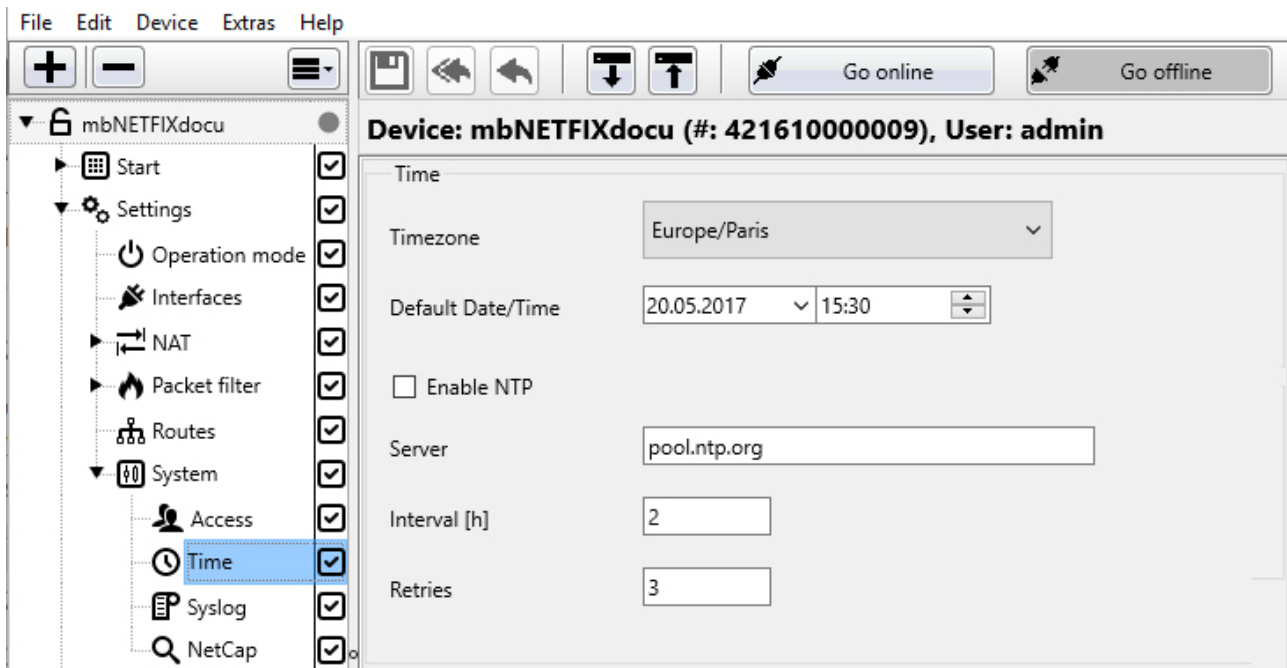 File Edit Device Extras Help
Go online Go offline
mbNETFIXdocu
Device: mbNETFIXdocu (#: 421610000009), User: admin
Start
Settings
Operation mode
Interfaces
NAT
Packet filter
Routes
System
Access
Time
Syslog
NetCap
Time
Timezone Europe/Paris
Default Date/Time 20.05.2017 15:30
Enable NTP
Server pool.ntp.org
Interval [h] 2
Retries 3